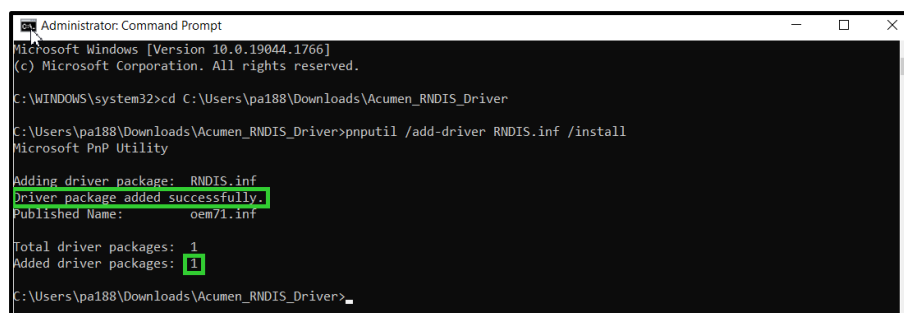 Administrator: Command Prompt
Microsoft Windows [Version 10.0.19044.1766]
(c) Microsoft Corporation. All rights reserved.
C:\WINDOWS\system32>cd C:\Users\pa188\Downloads\Acumen_RNDIS_Driver
C:\Users\pa188\Downloads\Acumen_RNDIS_Driver>pnputil /add-driver RNDIS.inf /install
Microsoft PnP Utility
Adding driver package:  RNDIS.inf
Driver package added successfully.
Published Name:         oem71.inf
Total driver packages:  1
Added driver packages:  1
C:\Users\pa188\Downloads\Acumen_RNDIS_Driver>